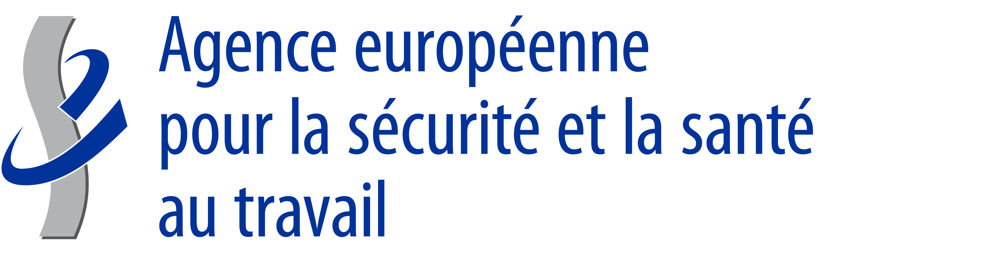 Agence européenne
pour la sécurité et la santé
au travail